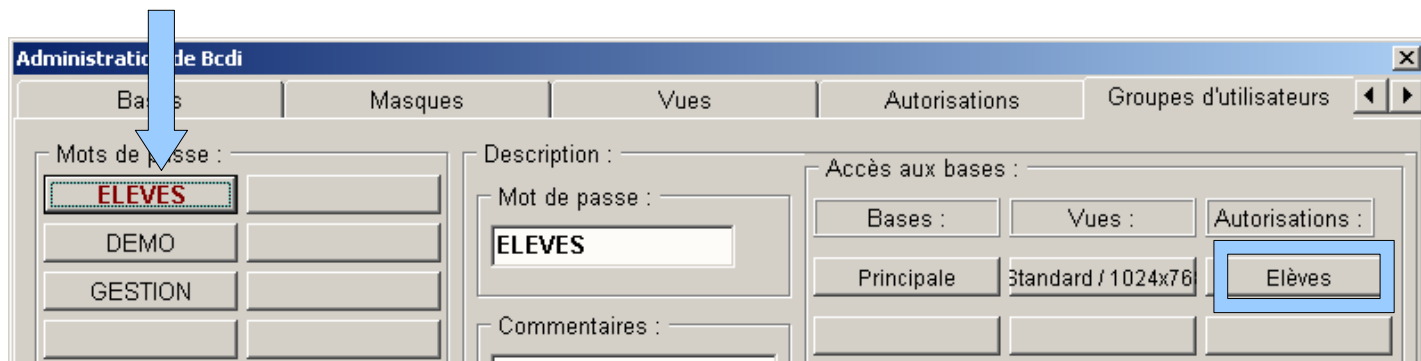 Administration de Bcdi
Bases
Masques
Vues
Autorisations
Groupes d'utilisateurs
Mots de passe :
ELEVES
DEMO
GESTION
Description :
Mot de passe :
ELEVES
Commentaires :
Accès aux bases :
Bases :
Vues :
Autorisations :
Principale
Standard / 1024x76
Elèves